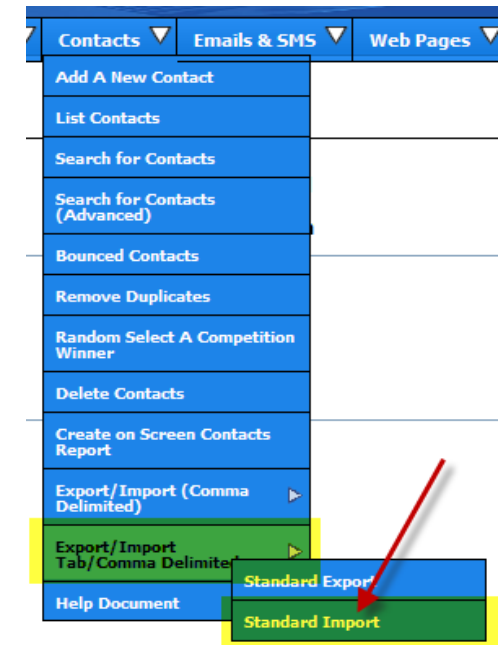 Contacts Emails & SMS Web Pages
Add A New Contact
List Contacts
Search for Contacts
Search for Contacts
(Advanced)
Bounced Contacts
Remove Duplicates
Random Select A Competition
Winner
Delete Contacts
Create on Screen Contacts
Report
Export/Import (Comma
Delimited)
Export/Import
Tab/Comma Delimited
Standard Export
Help Document
Standard Import